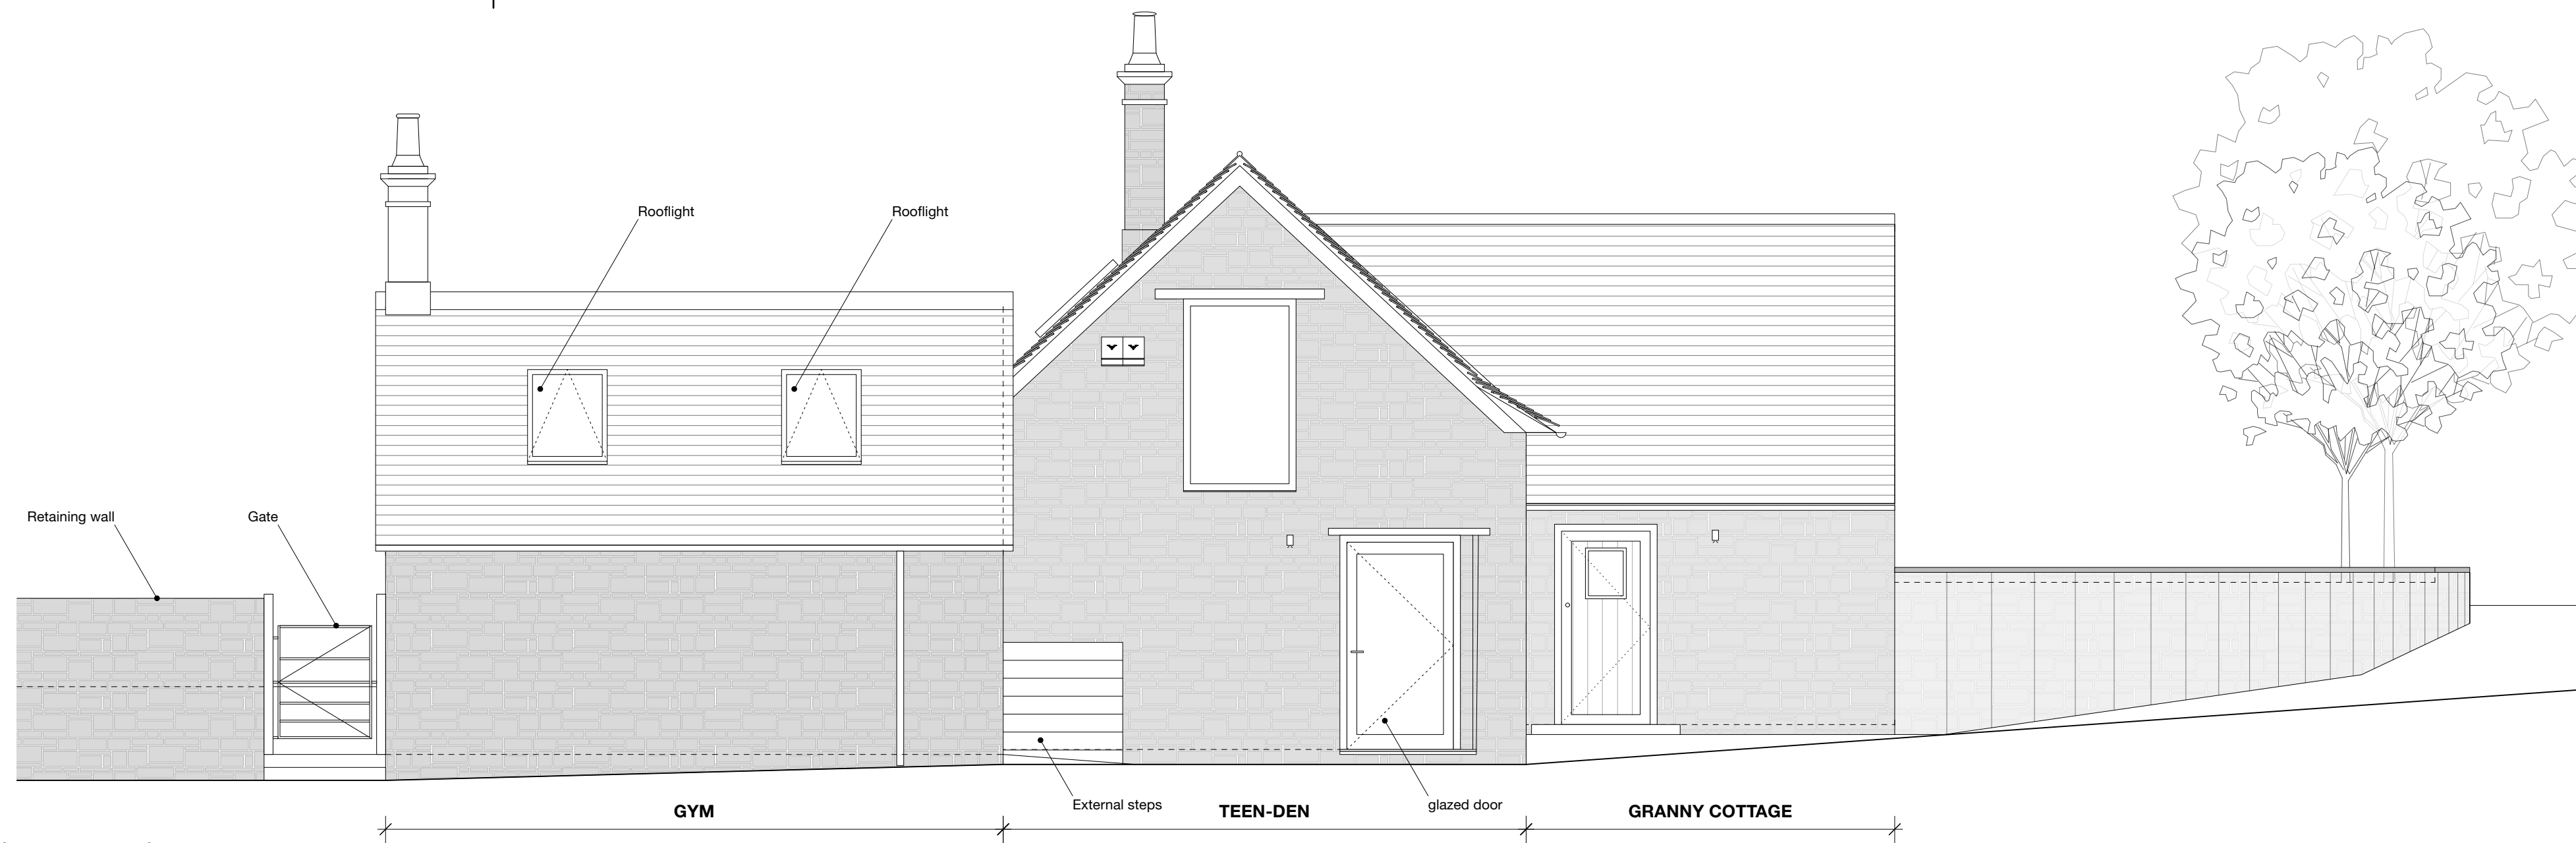 Rooflight
Rooflight
Retaining wall
Gate
External steps
glazed door
GYM
TEEN-DEN
GRANNY COTTAGE